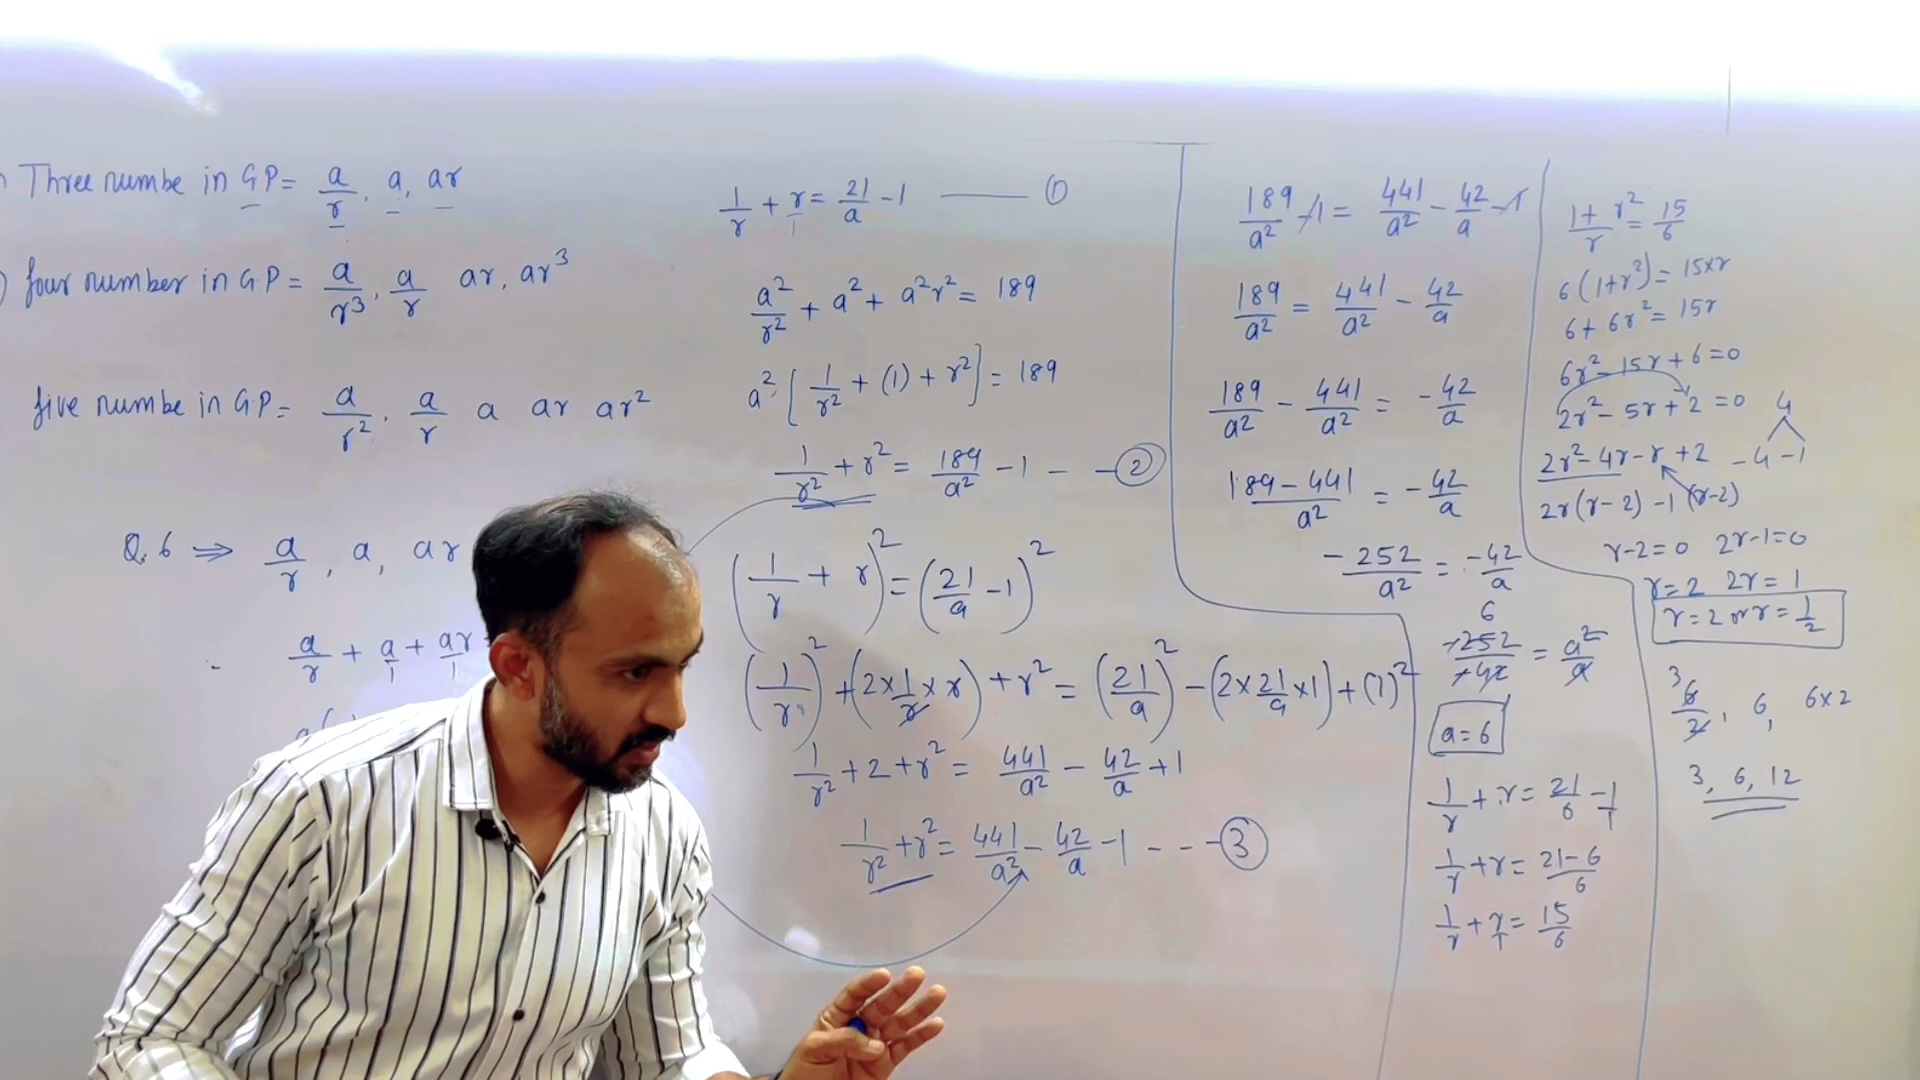 Three numbe in GP = a/r, a, ar
four number in G.P = a/r³, a/r ar, ar³
five numbe in G.P = a/r², a/r a ar ar²
Q.6 ⇒ a/r, a, ar
∴ a/r + a/1 + ar/1
1/r + r/1 = 21/a - 1 —— ①
a²/r² + a² + a²r² = 189
a²[1/r² + (1) + r²] = 189
1/r² + r² = 189/a² - 1 - - ②
(1/r + r)² = (21/a - 1)²
(1/r)² + (2×1/r×r) + r² = (21/a)² - (2×21/a×1) + (1)²
1/r² + 2 + r² = 441/a² - 42/a + 1
1/r² + r² = 441/a² - 42/a - 1 - - - ③
189/a² - 1 = 441/a² - 42/a - 1
189/a² = 441/a² - 42/a
189/a² - 441/a² = -42/a
189-441/a² = -42/a
-252/a² = -42/a
6
-252/-42 = a²/a
a = 6
1/r + r = 21/6 - 1/1
1/r + r = 21-6/6
1/r + r/1 = 15/6
1+r²/r = 15/6
6(1+r²) = 15×r
6+6r² = 15r
6r²-15r+6=0
2r²-5r+2=0
4
2r²-4r-r+2 -4 -1
2r(r-2) -1(r-2)
r-2=0 2r-1=0
r=2 2r=1
r=2 or r=1/2
3
6/2, 6, 6×2
3, 6, 12